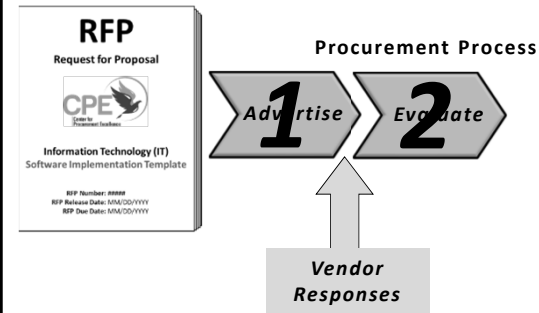 RFP
Request for Proposal
CPE
Center for
Procurement Excellence
Information Technology (IT)
Software Implementation Template
RFP Number: #####
RFP Release Date: MM/DD/YYYY
RFP Due Date: MM/DD/YYYY
Procurement Process
Advertise
1
Evaluate
2
Vendor
Responses